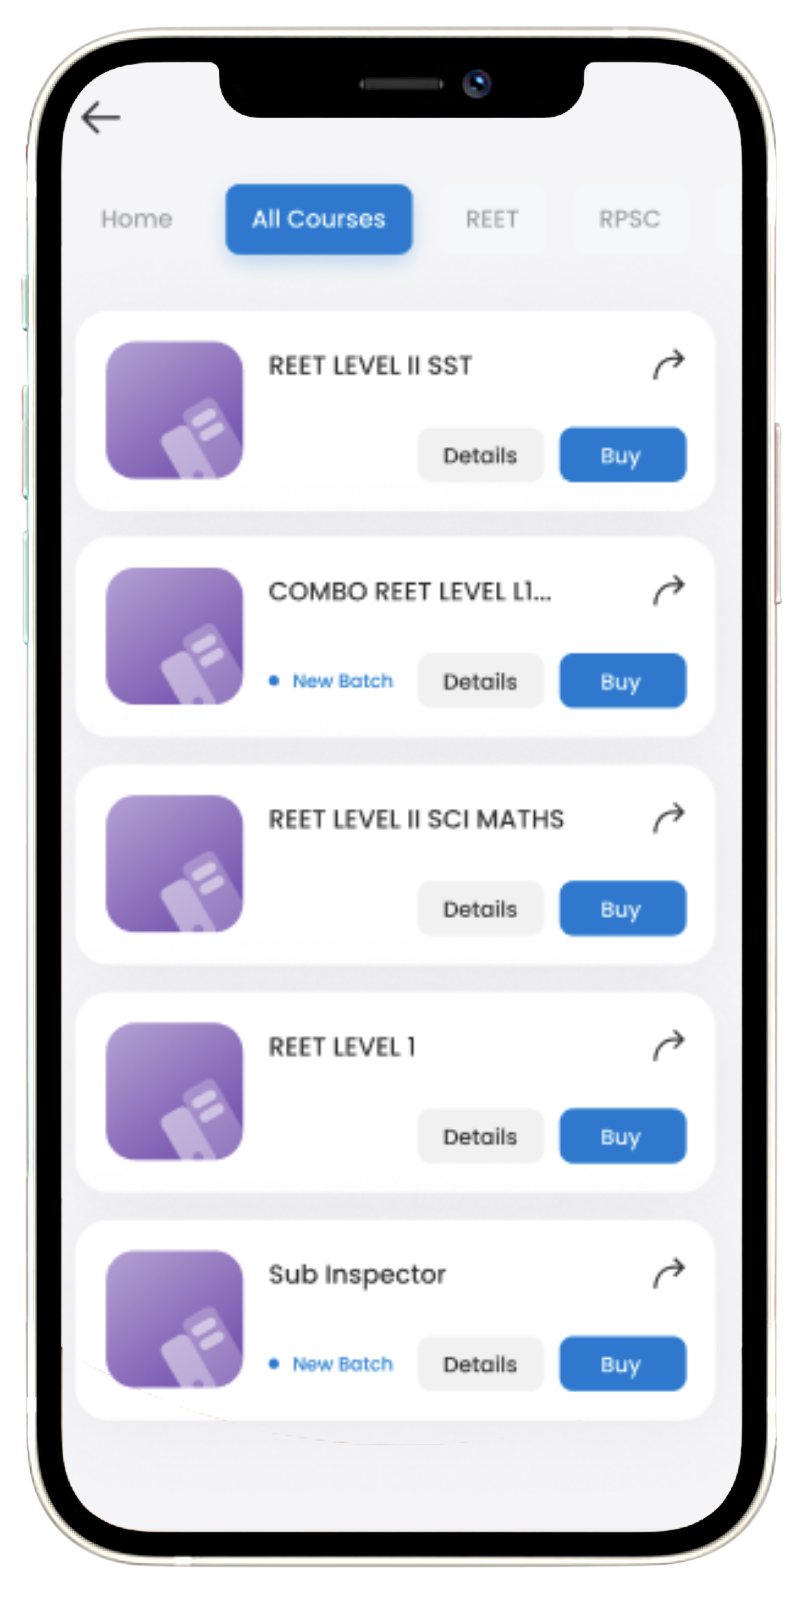 Home
All Courses
REET
RPSC
REET LEVEL II SST
Details
Buy
COMBO REET LEVEL L1...
New Batch
Details
Buy
REET LEVEL II SCI MATHS
Details
Buy
REET LEVEL 1
Details
Buy
Sub Inspector
New Batch
Details
Buy